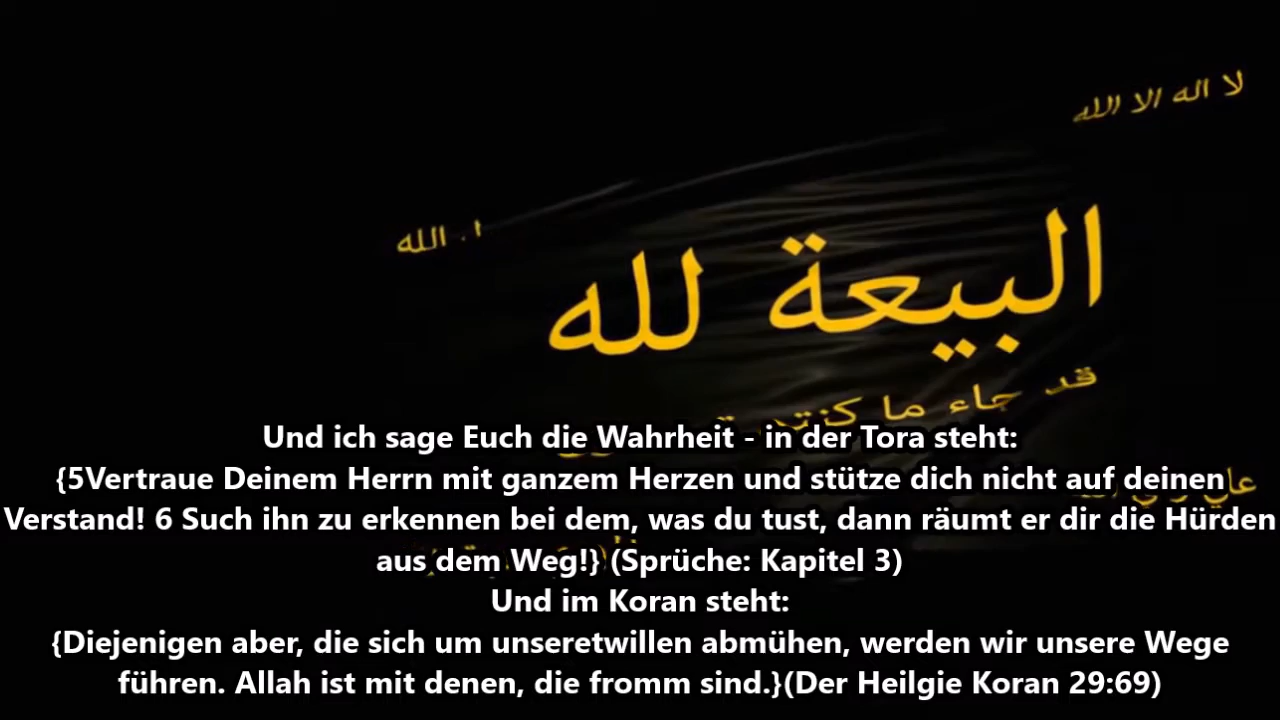 لا اله الا الله
الله
البيعة لله
قد جاء ما
Und ich sage Euch die Wahrheit - in der Tora steht:
{5Vertraue Deinem Herrn mit ganzem Herzen und stütze dich nicht auf deinen
Verstand! 6 Such ihn zu erkennen bei dem, was du tust, dann räumt er dir die Hürden
aus dem Weg!} (Sprüche: Kapitel 3)
Und im Koran steht:
{Diejenigen aber, die sich um unseretwillen abmühen, werden wir unsere Wege
führen. Allah ist mit denen, die fromm sind.}(Der Heilgie Koran 29:69)